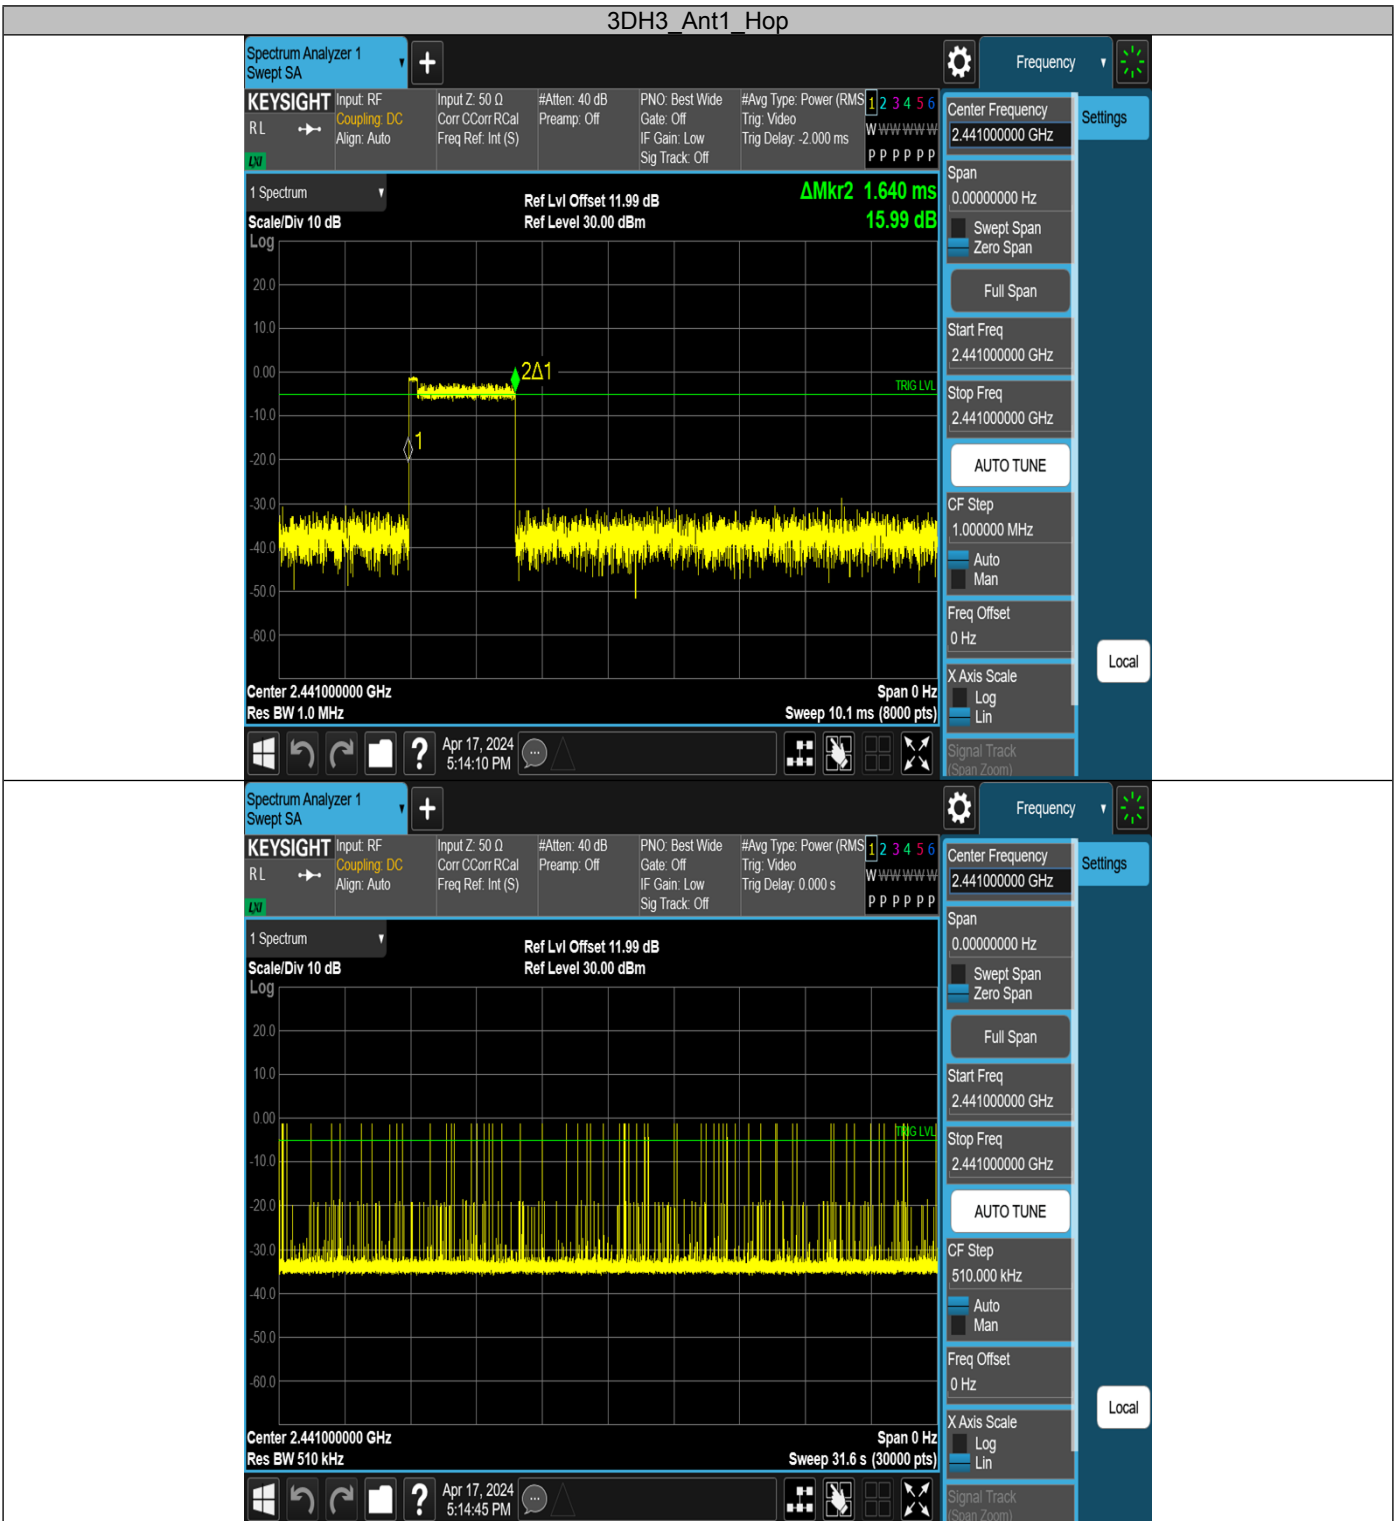 3DH3_Ant1_Hop
Spectrum Analyzer 1
Swept SA
+
Frequency
KEYSIGHT
RL
LXI
Input: RF
Coupling: DC
Align: Auto
Input Z: 50 Ω
Corr CCorr RCal
Freq Ref: Int (S)
#Atten: 40 dB
Preamp: Off
PNO: Best Wide
Gate: Off
IF Gain: Low
Sig Track: Off
#Avg Type: Power (RMS
Trig: Video
Trig Delay: -2.000 ms
1 2 3 4 5 6
W W W W W W
P P P P P P
Center Frequency
2.441000000 GHz
Settings
1 Spectrum
Scale/Div 10 dB
Log
Ref Lvl Offset 11.99 dB
Ref Level 30.00 dBm
ΔMkr2 1.640 ms
15.99 dB
20.0
10.0
0.00
-10.0
-20.0
-30.0
-40.0
-50.0
-60.0
2Δ1
1
TRIG LVL
Span
0.00000000 Hz
Swept Span
Zero Span
Full Span
Start Freq
2.441000000 GHz
Stop Freq
2.441000000 GHz
AUTO TUNE
CF Step
1.000000 MHz
Auto
Man
Freq Offset
0 Hz
X Axis Scale
Log
Lin
Signal Track
(Span Zoom)
Local
Center 2.441000000 GHz
Res BW 1.0 MHz
Span 0 Hz
Sweep 10.1 ms (8000 pts)
?
Apr 17, 2024
5:14:10 PM
Spectrum Analyzer 1
Swept SA
+
Frequency
KEYSIGHT
RL
LXI
Input: RF
Coupling: DC
Align: Auto
Input Z: 50 Ω
Corr CCorr RCal
Freq Ref: Int (S)
#Atten: 40 dB
Preamp: Off
PNO: Best Wide
Gate: Off
IF Gain: Low
Sig Track: Off
#Avg Type: Power (RMS
Trig: Video
Trig Delay: 0.000 s
1 2 3 4 5 6
W W W W W W
P P P P P P
Center Frequency
2.441000000 GHz
Settings
1 Spectrum
Scale/Div 10 dB
Log
Ref Lvl Offset 11.99 dB
Ref Level 30.00 dBm
20.0
10.0
0.00
-10.0
-20.0
-30.0
-40.0
-50.0
-60.0
TRIG LVL
Span
0.00000000 Hz
Swept Span
Zero Span
Full Span
Start Freq
2.441000000 GHz
Stop Freq
2.441000000 GHz
AUTO TUNE
CF Step
510.000 kHz
Auto
Man
Freq Offset
0 Hz
X Axis Scale
Log
Lin
Signal Track
(Span Zoom)
Local
Center 2.441000000 GHz
Res BW 510 kHz
Span 0 Hz
Sweep 31.6 s (30000 pts)
?
Apr 17, 2024
5:14:45 PM